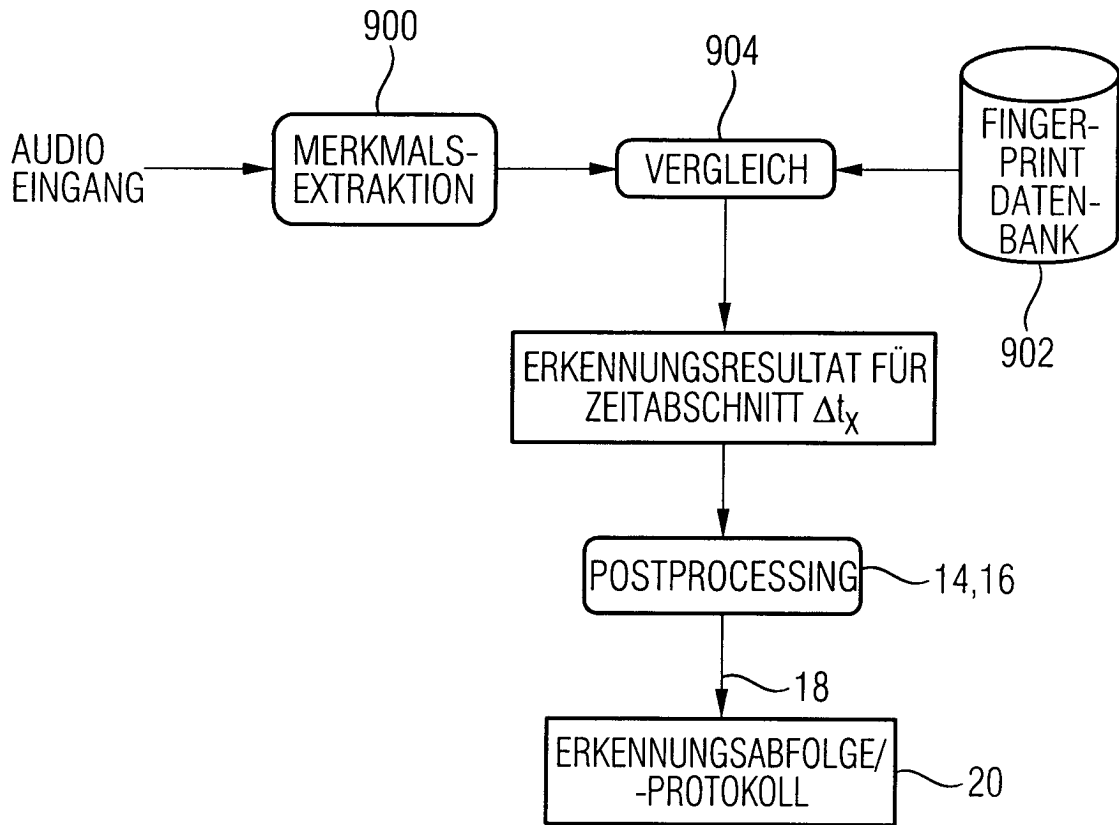 900
904
AUDIO
EINGANG
MERKMALS-
EXTRAKTION
VERGLEICH
FINGER-
PRINT
DATEN-
BANK
902
ERKENNUNGSRESULTAT FÜR
ZEITABSCHNITT Δtₓ
POSTPROCESSING
14,16
18
ERKENNUNGSABFOLGE/
-PROTOKOLL
20